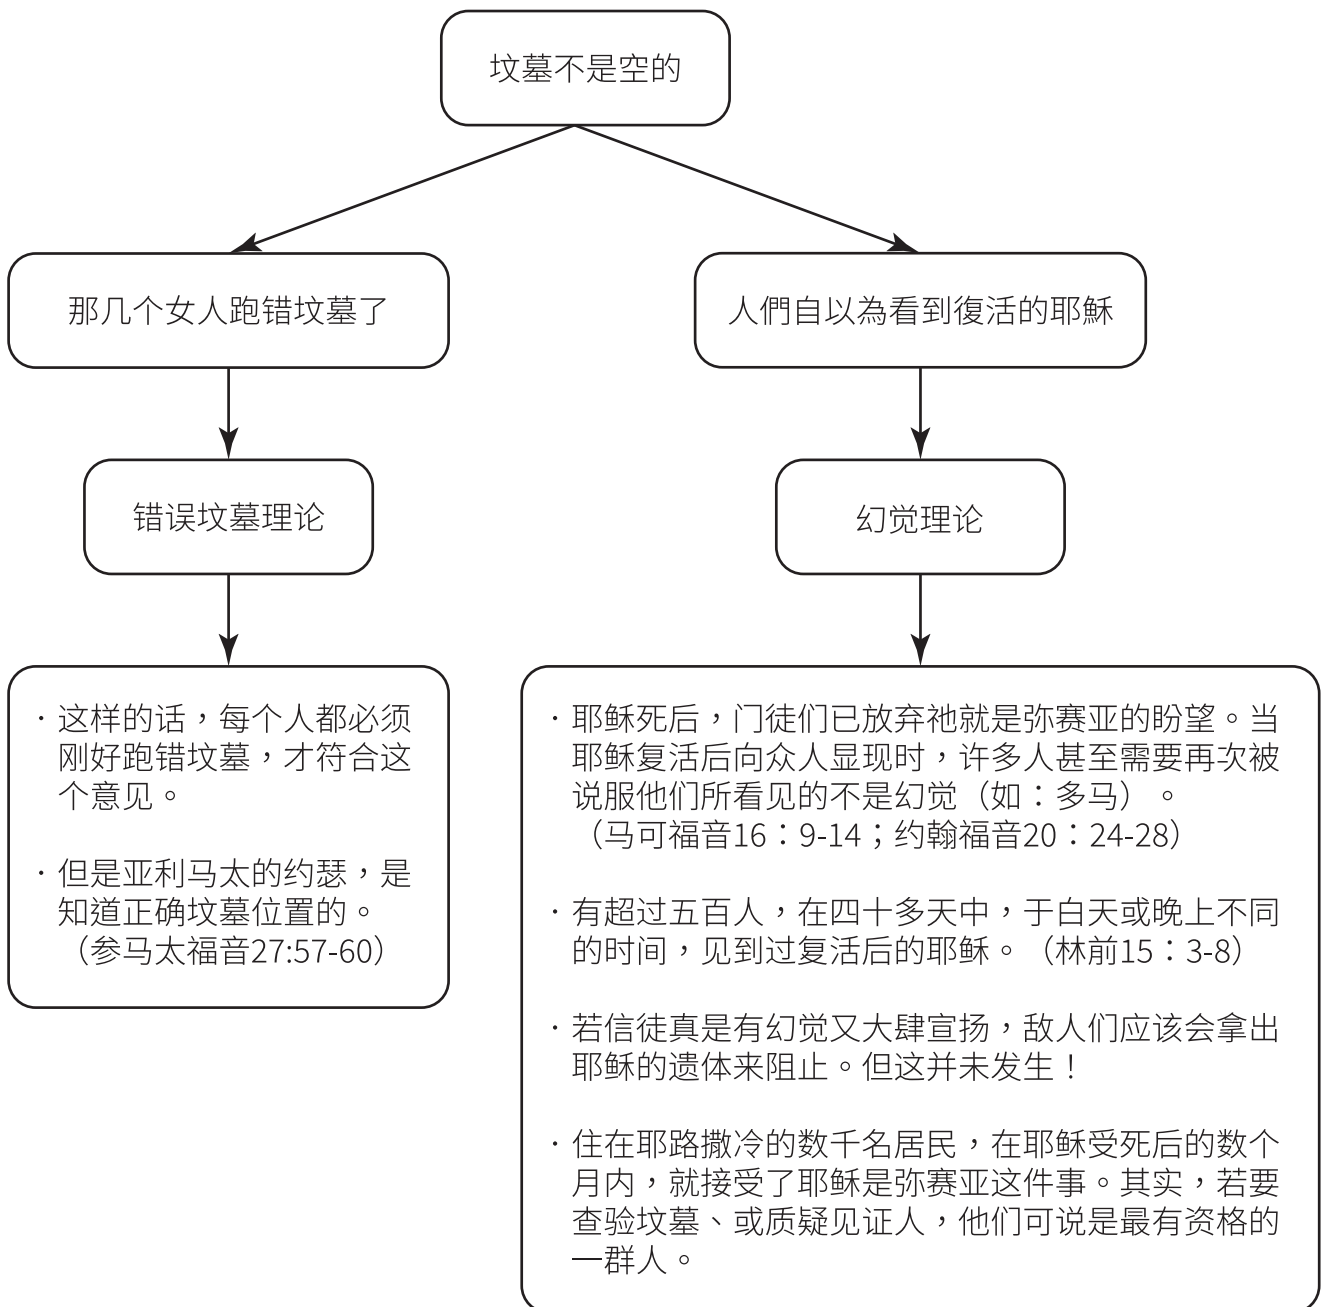 坟墓不是空的
那几个女人跑错坟墓了
人們自以為看到復活的耶穌
错误坟墓理论
幻觉理论
·这样的话，每个人都必须
刚好跑错坟墓，才符合这
个意见。
·但是亚利马太的约瑟，是
知道正确坟墓位置的。
（参马太福音27:57-60）
·耶稣死后，门徒们已放弃祂就是弥赛亚的盼望。当
耶稣复活后向众人显现时，许多人甚至需要再次被
说服他们所看见的不是幻觉（如：多马）。
（马可福音16：9-14；约翰福音20：24-28）
·有超过五百人，在四十多天中，于白天或晚上不同
的时间，见到过复活后的耶稣。（林前15：3-8）
·若信徒真是有幻觉又大肆宣扬，敌人们应该会拿出
耶稣的遗体来阻止。但这并未发生！
·住在耶路撒冷的数千名居民，在耶稣受死后的数个
月内，就接受了耶稣是弥赛亚这件事。其实，若要
查验坟墓、或质疑见证人，他们可说是最有资格的
一群人。